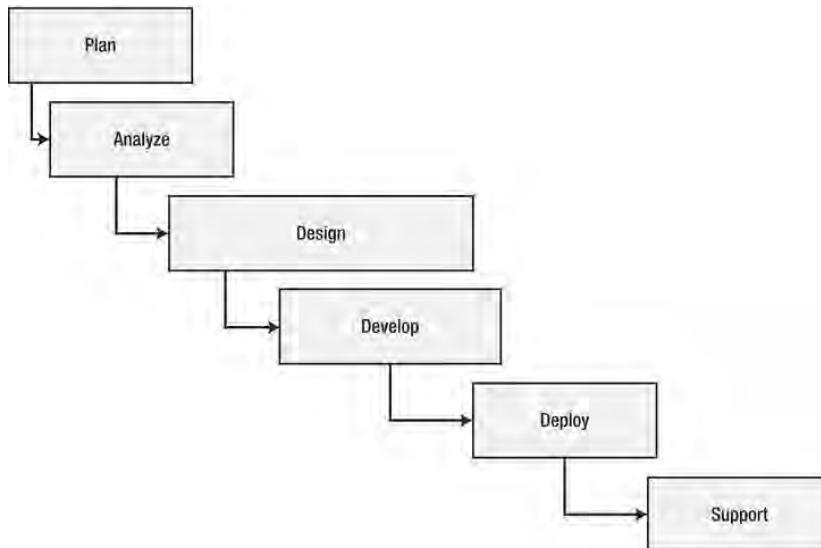 Plan
Analyze
Design
Develop
Deploy
Support